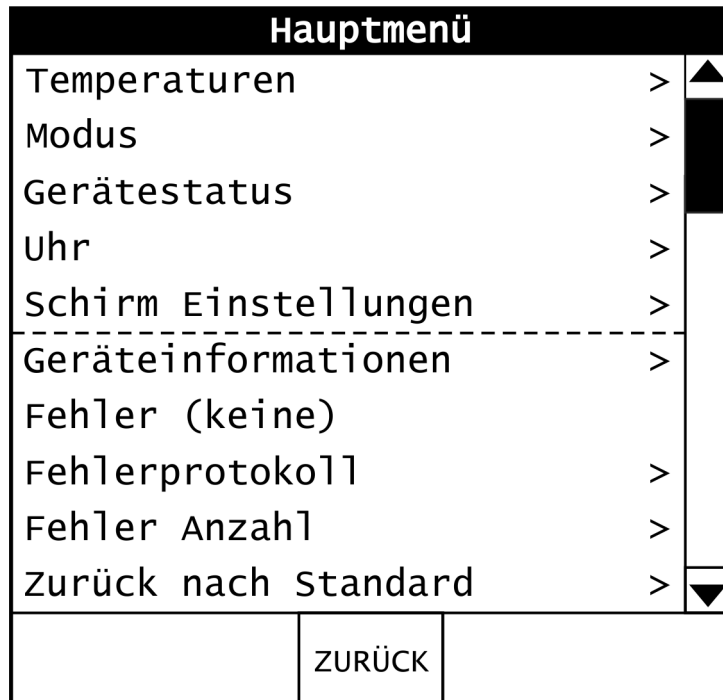 Hauptmenü
Temperaturen >
Modus >
Gerätestatus >
Uhr >
Schirm Einstellungen >
Geräteinformationen >
Fehler (keine)
Fehlerprotokoll >
Fehler Anzahl >
Zurück nach Standard >
ZURÜCK